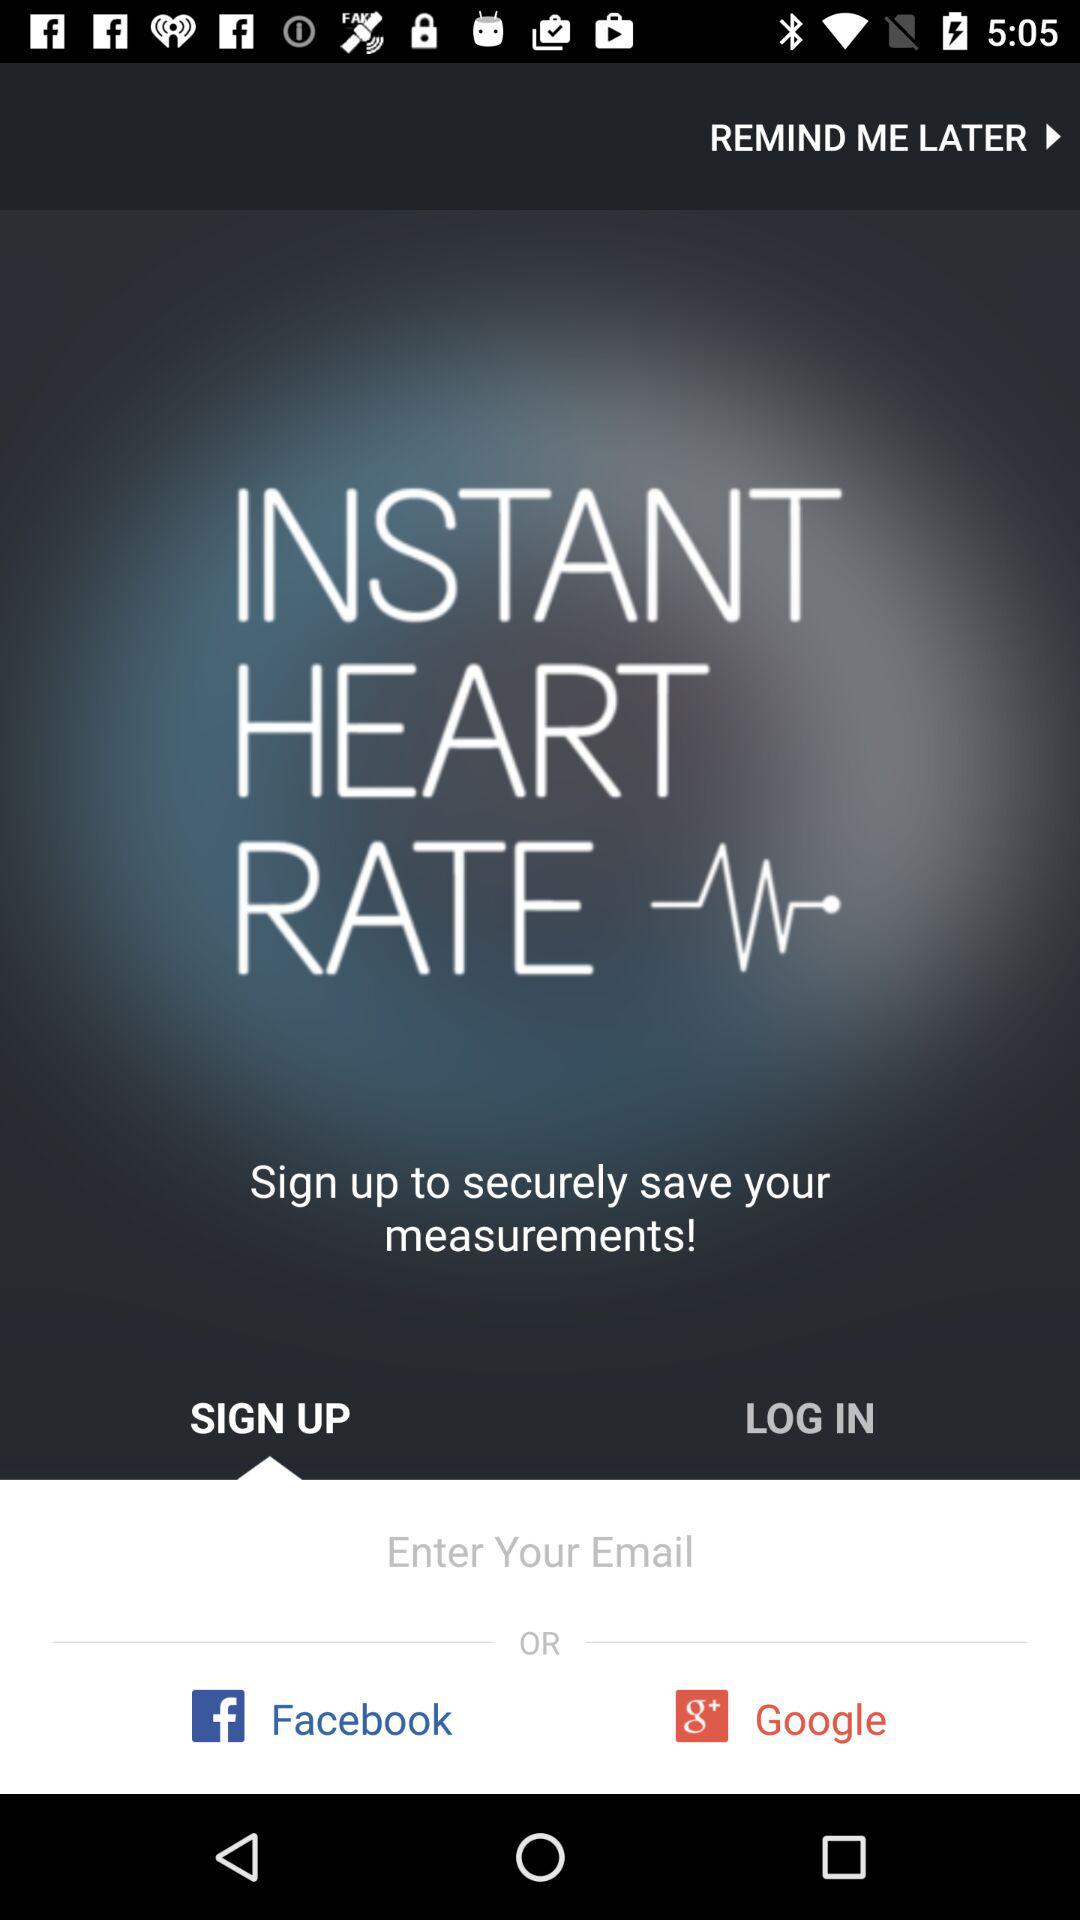 FAK
5:05
REMIND ME LATER
INSTANT
HEART
RATE
Sign up to securely save your
measurements!
SIGN UP
LOG IN
Enter Your Email
OR
Facebook
g+ Google